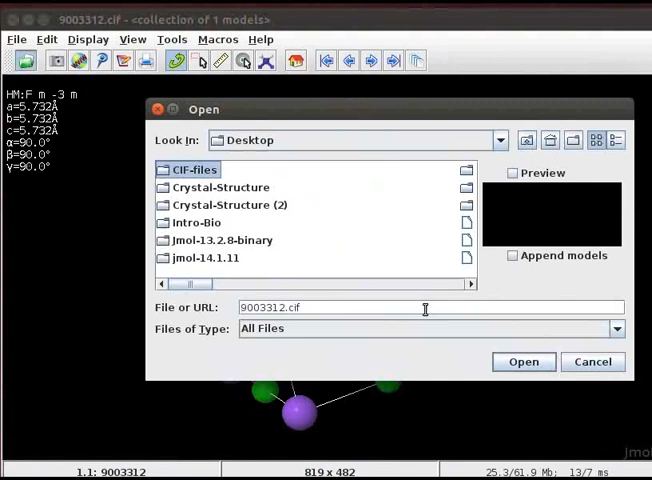 9003312.cif - <collection of 1 models>
File Edit Display View Tools Macros Help
HM:F m -3 m
a=5.732Å
b=5.732Å
c=5.732Å
α=90.0°
β=90.0°
γ=90.0°
Open
Look In: Desktop
CIF-files
Crystal-Structure
Crystal-Structure (2)
Intro-Bio
Jmol-13.2.8-binary
jmol-14.1.11
Preview
Append models
File or URL: 9003312.cif
Files of Type: All Files
Open Cancel
Jmol
1.1: 9003312 819 x 482 25.3/61.9 Mb; 13/7 ms